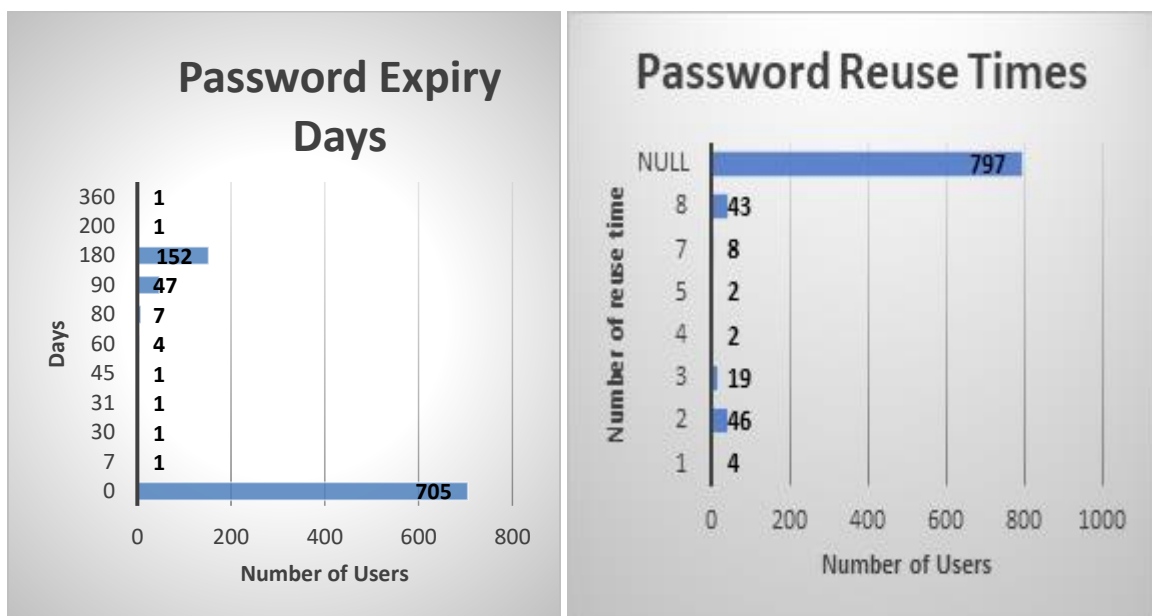 Password Expiry
Days
360 1
200 1
180 152
90 47
80 7
60 4
45 1
31 1
30 1
7 1
0 705
0 200 400 600 800
Days
Number of Users
Password Reuse Times
NULL 797
8 43
7 8
5 2
4 2
3 19
2 46
1 4
0 200 400 600 800 1000
Number of reuse time
Number of Users